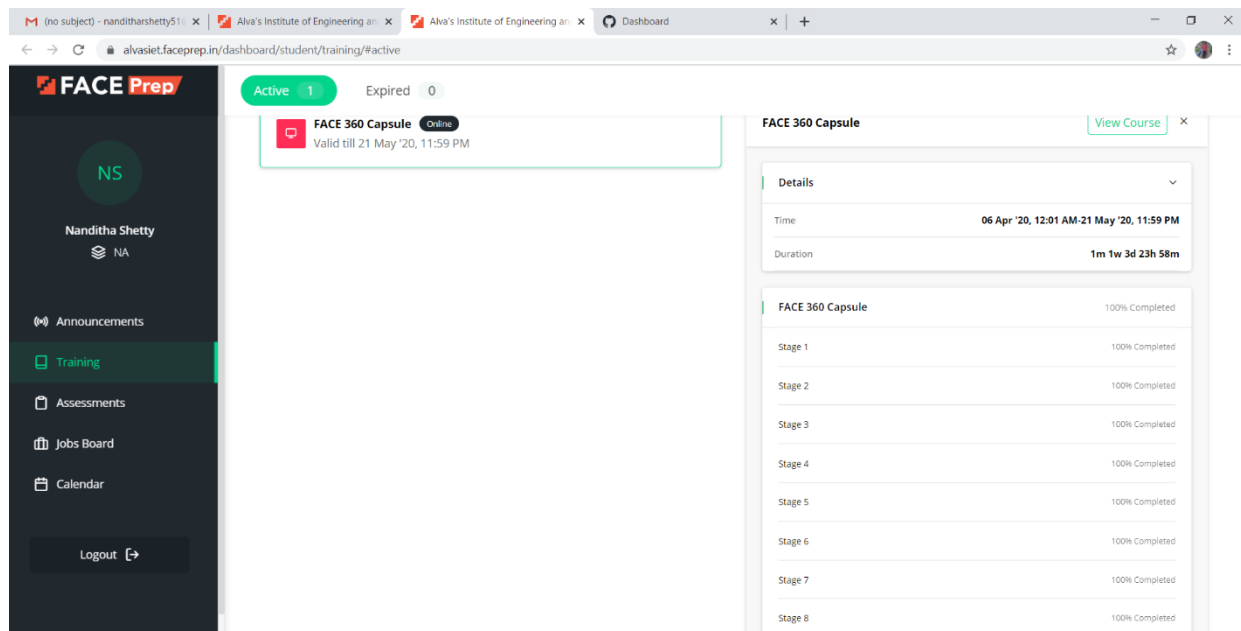 (no subject) - nanditharshetty51
Alva's Institute of Engineering an
Alva's Institute of Engineering an
Dashboard
alvasiet.faceprep.in/dashboard/student/training/#active
FACE Prep
NS
Nanditha Shetty
NA
Announcements
Training
Assessments
Jobs Board
Calendar
Logout
Active 1
Expired 0
FACE 360 Capsule Online
Valid till 21 May '20, 11:59 PM
FACE 360 Capsule
View Course
Details
Time 06 Apr '20, 12:01 AM-21 May '20, 11:59 PM
Duration 1m 1w 3d 23h 58m
FACE 360 Capsule 100% Completed
Stage 1 100% Completed
Stage 2 100% Completed
Stage 3 100% Completed
Stage 4 100% Completed
Stage 5 100% Completed
Stage 6 100% Completed
Stage 7 100% Completed
Stage 8 100% Completed